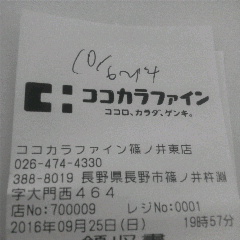 ココカラファイン
ココロ、カラダ、ゲンキ。
ココカラファイン篠ノ井東店
026-474-4330
388-8019 長野県長野市篠ノ井杵淵
字大門西464
店No:700009 レジNo:0001
2016年09月25日(日) 19時57分